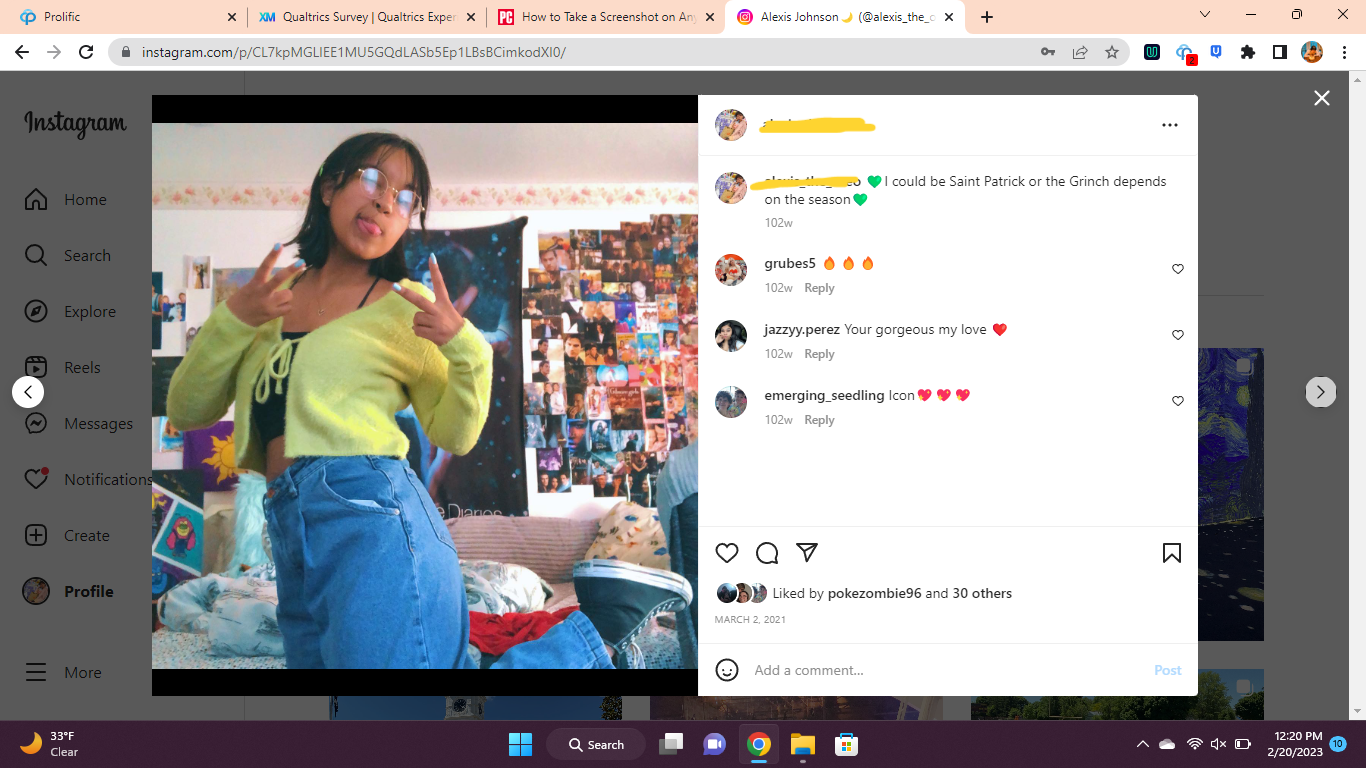 Prolific
Qualtrics Survey | Qualtrics Exper
How to Take a Screenshot on An
Alexis Johnson🌙 (@alexis_the_
instagram.com/p/CL7kpMGLIEE1MU5GQdLASb5Ep1LBsBCimkodXI0/
2
Instagram
Home
Search
Explore
Reels
Messages
Notifications
Create
Profile
More
Diaries
💚I could be Saint Patrick or the Grinch depends
on the season💚
102w
grubes5 🔥 🔥 🔥
102w Reply
jazzyy.perez Your gorgeous my love ❤️
102w Reply
emerging_seedling Icon💖 💖 💖
102w Reply
Liked by pokezombie96 and 30 others
MARCH 2, 2021
Add a comment...
Post
33°F
Clear
Search
12:20 PM
2/20/2023
10